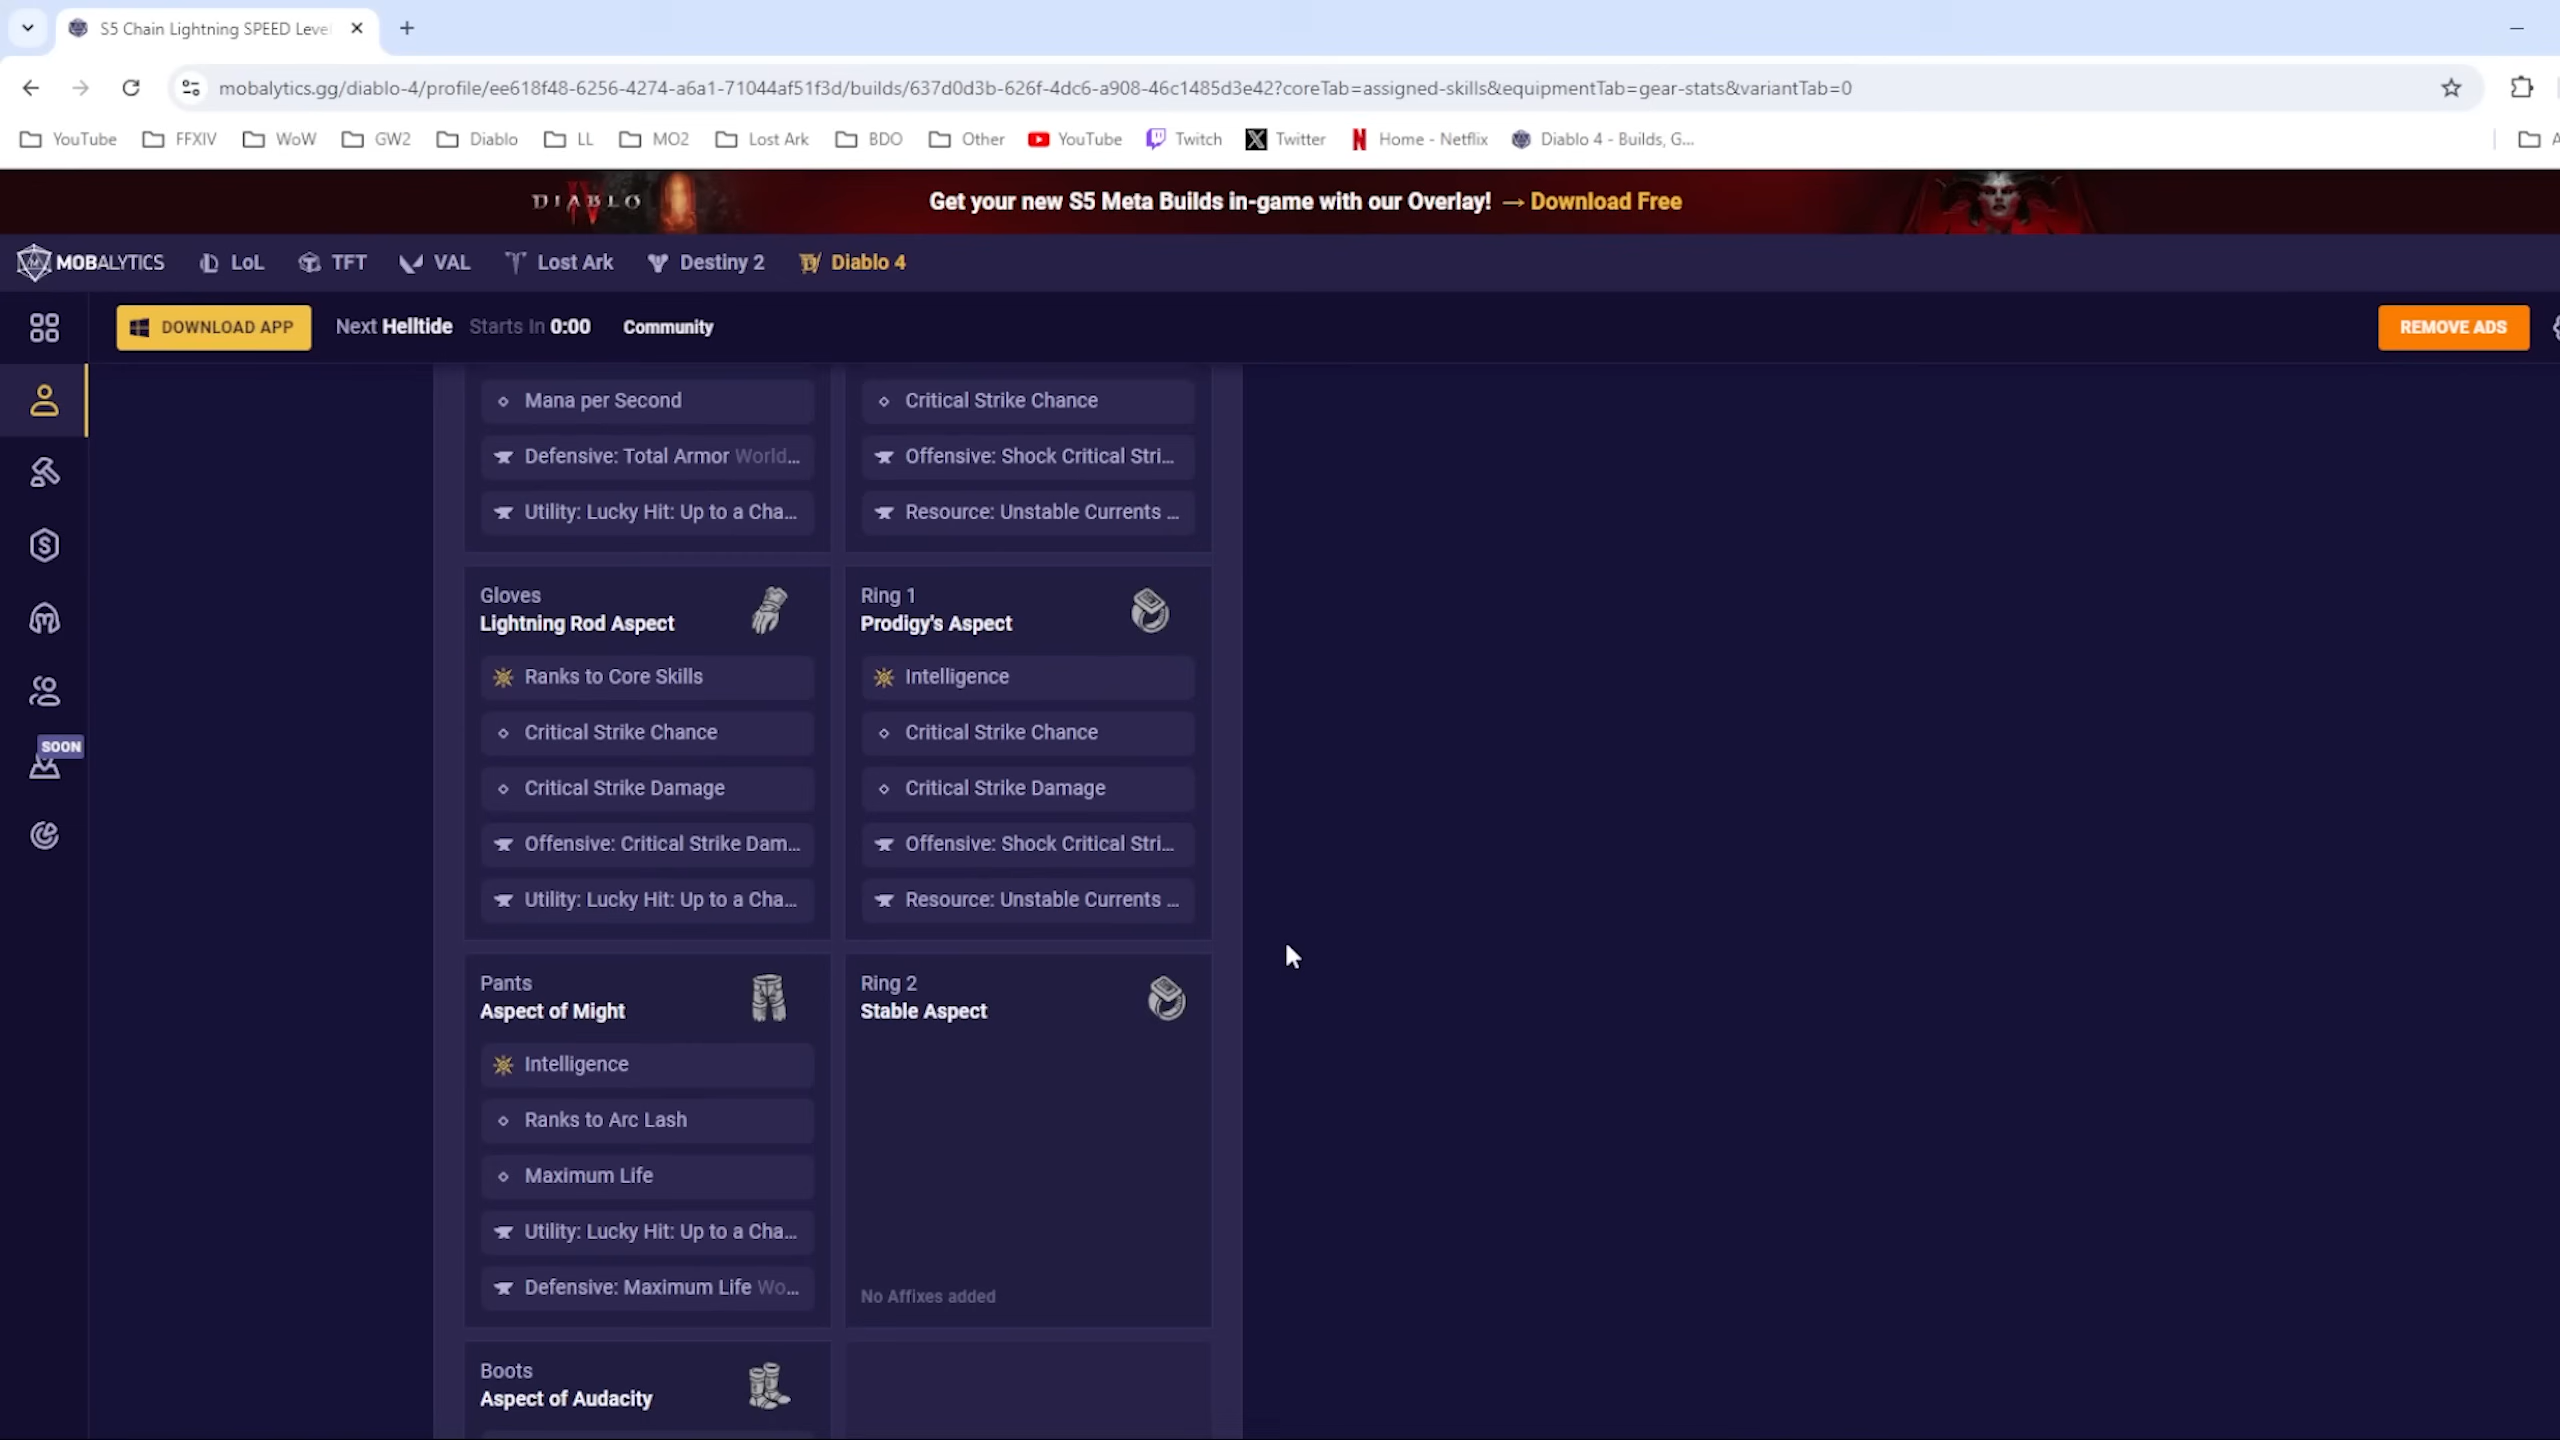 S5 Chain Lightning SPEED Leve
mobalytics.gg/diablo-4/profile/ee618f48-6256-4274-a6a1-71044af51f3d/builds/637d0d3b-626f-4dc6-a908-46c1485d3e42?coreTab=assigned-skills&equipmentTab=gear-stats&variantTab=0
YouTube FFXIV WoW GW2 Diablo LL MO2 Lost Ark BDO Other YouTube Twitch Twitter Home - Netflix Diablo 4 - Builds, G... A
DIABLO IV
Get your new S5 Meta Builds in-game with our Overlay! → Download Free
MOBALYTICS LoL TFT VAL Lost Ark Destiny 2 Diablo 4
DOWNLOAD APP Next Helltide Starts In 0:00 Community REMOVE ADS
SOON
Mana per Second
Defensive: Total Armor World...
Utility: Lucky Hit: Up to a Cha...
Critical Strike Chance
Offensive: Shock Critical Stri...
Resource: Unstable Currents ...
Gloves
Lightning Rod Aspect
Ranks to Core Skills
Critical Strike Chance
Critical Strike Damage
Offensive: Critical Strike Dam...
Utility: Lucky Hit: Up to a Cha...
Ring 1
Prodigy's Aspect
Intelligence
Critical Strike Chance
Critical Strike Damage
Offensive: Shock Critical Stri...
Resource: Unstable Currents ...
Pants
Aspect of Might
Intelligence
Ranks to Arc Lash
Maximum Life
Utility: Lucky Hit: Up to a Cha...
Defensive: Maximum Life Wo...
Ring 2
Stable Aspect
No Affixes added
Boots
Aspect of Audacity